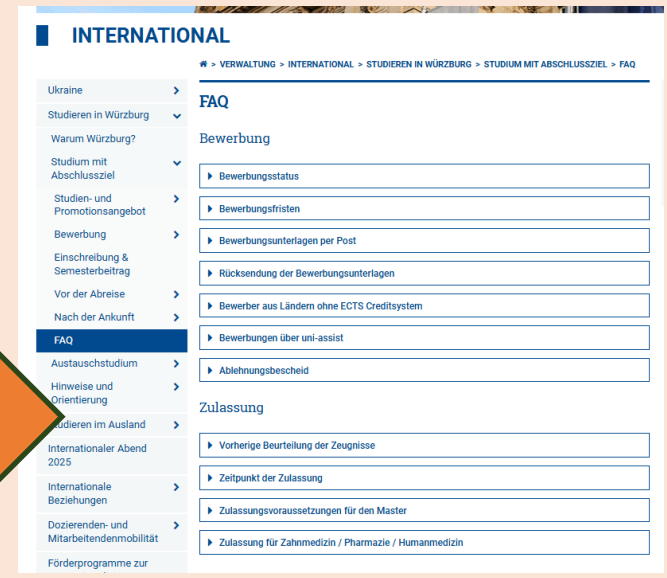 INTERNATIONAL
> VERWALTUNG > INTERNATIONAL > STUDIEREN IN WÜRZBURG > STUDIUM MIT ABSCHLUSSZIEL > FAQ
Ukraine
Studieren in Würzburg
Warum Würzburg?
Studium mit
Abschlussziel
Studien- und
Promotionsangebot
Bewerbung
Einschreibung &
Semesterbeitrag
Vor der Abreise
Nach der Ankunft
FAQ
Austauschstudium
Hinweise und
Orientierung
im Ausland
Internationaler Abend
2025
Internationale
Beziehungen
Dozierenden- und
Mitarbeitendenmobilität
Förderprogramme zur
FAQ
Bewerbung
Bewerbungsstatus
Bewerbungsfristen
Bewerbungsunterlagen per Post
Rücksendung der Bewerbungsunterlagen
Bewerber aus Ländern ohne ECTS Creditsystem
Bewerbungen über uni-assist
Ablehnungsbescheid
Zulassung
Vorherige Beurteilung der Zeugnisse
Zeitpunkt der Zulassung
Zulassungsvoraussetzungen für den Master
Zulassung für Zahnmedizin / Pharmazie / Humanmedizin